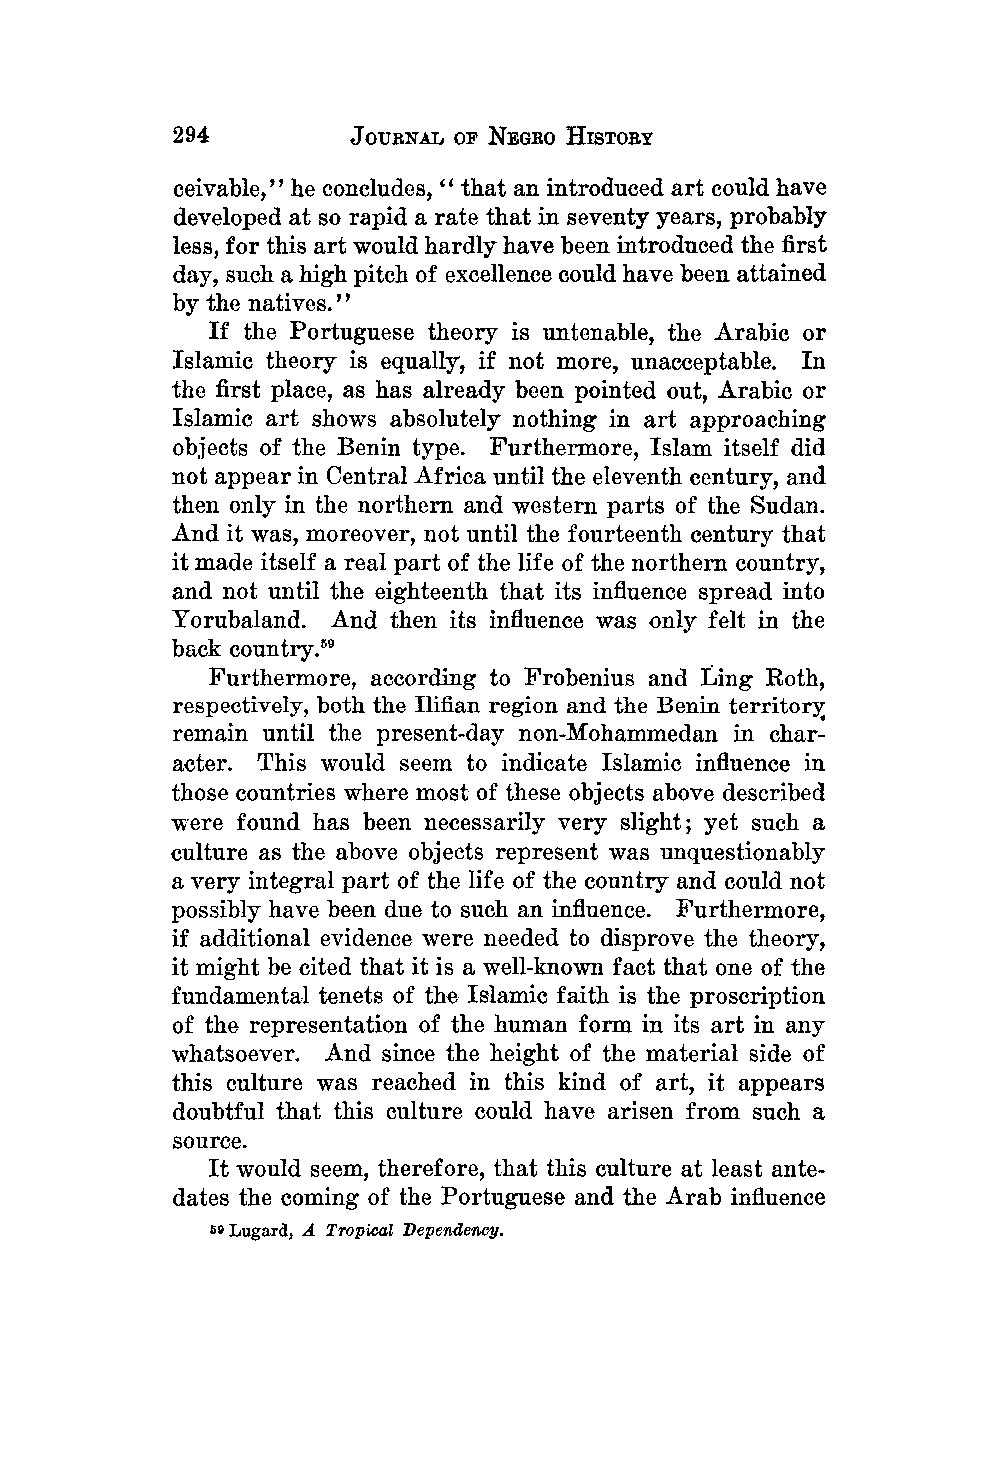 294 JOURNAL OF NEGRO HISTORY
ceivable,'' he concludes, '' that an introduced art could have
developed at so rapid a rate that in seventy years, probably
less, for this art would hardly have been introduced the first
day, such a high pitch of excellence could have been attained
by the natives.''
If the Portuguese theory is untenable, the Arabic or
Islamic theory is equally, if not more, unacceptable. In
the first place, as has already been pointed out, Arabic or
Islamic art shows absolutely nothing in art approaching
objects of the Benin type. Furthermore, Islam itself did
not appear in Central Africa until the eleventh century, and
then only in the northern and western parts of the Sudan.
And it was, moreover, not until the fourteenth century that
it made itself a real part of the life of the northern country,
and not until the eighteenth that its influence spread into
Yorubaland. And then its influence was only felt in the
back country.⁵⁹
Furthermore, according to Frobenius and Ling Roth,
respectively, both the Ilifian region and the Benin territory
remain until the present-day non-Mohammedan in char-
acter. This would seem to indicate Islamic influence in
those countries where most of these objects above described
were found has been necessarily very slight; yet such a
culture as the above objects represent was unquestionably
a very integral part of the life of the country and could not
possibly have been due to such an influence. Furthermore,
if additional evidence were needed to disprove the theory,
it might be cited that it is a well-known fact that one of the
fundamental tenets of the Islamic faith is the proscription
of the representation of the human form in its art in any
whatsoever. And since the height of the material side of
this culture was reached in this kind of art, it appears
doubtful that this culture could have arisen from such a
source.
It would seem, therefore, that this culture at least ante-
dates the coming of the Portuguese and the Arab influence
⁵⁹ Lugard, A Tropical Dependency.